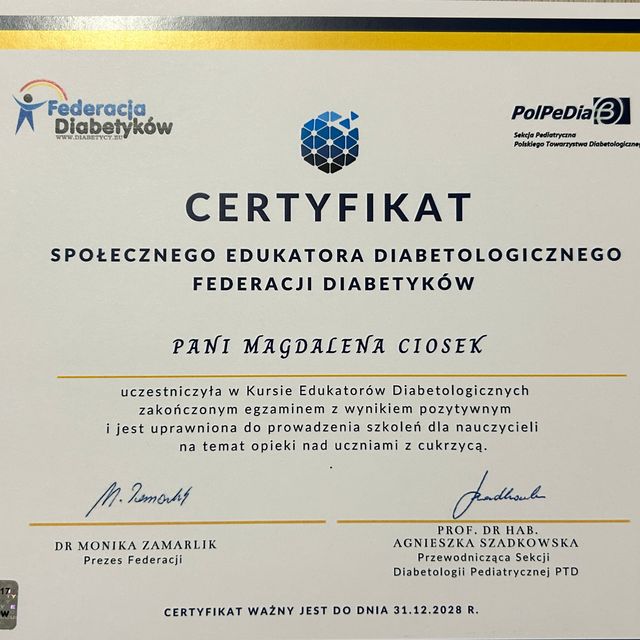 Federacja
Diabetyków
WWW.DIABETYCY.EU
PolPeDiaβ
Sekcja Pediatryczna
Polskiego Towarzystwa Diabetologiczne
CERTYFIKAT
SPOŁECZNEGO EDUKATORA DIABETOLOGICZNEGO
FEDERACJI DIABETYKÓW
PANI MAGDALENA CIOSEK
uczestniczyła w Kursie Edukatorów Diabetologicznych
zakończonym egzaminem z wynikiem pozytywnym
i jest uprawniona do prowadzenia szkoleń dla nauczycieli
na temat opieki nad uczniami z cukrzycą.
M. Zamarlik
DR MONIKA ZAMARLIK
Prezes Federacji
PROF. DR HAB.
AGNIESZKA SZADKOWSKA
Przewodnicząca Sekcji
Diabetologii Pediatrycznej PTD
CERTYFIKAT WAŻNY JEST DO DNIA 31.12.2028 R.